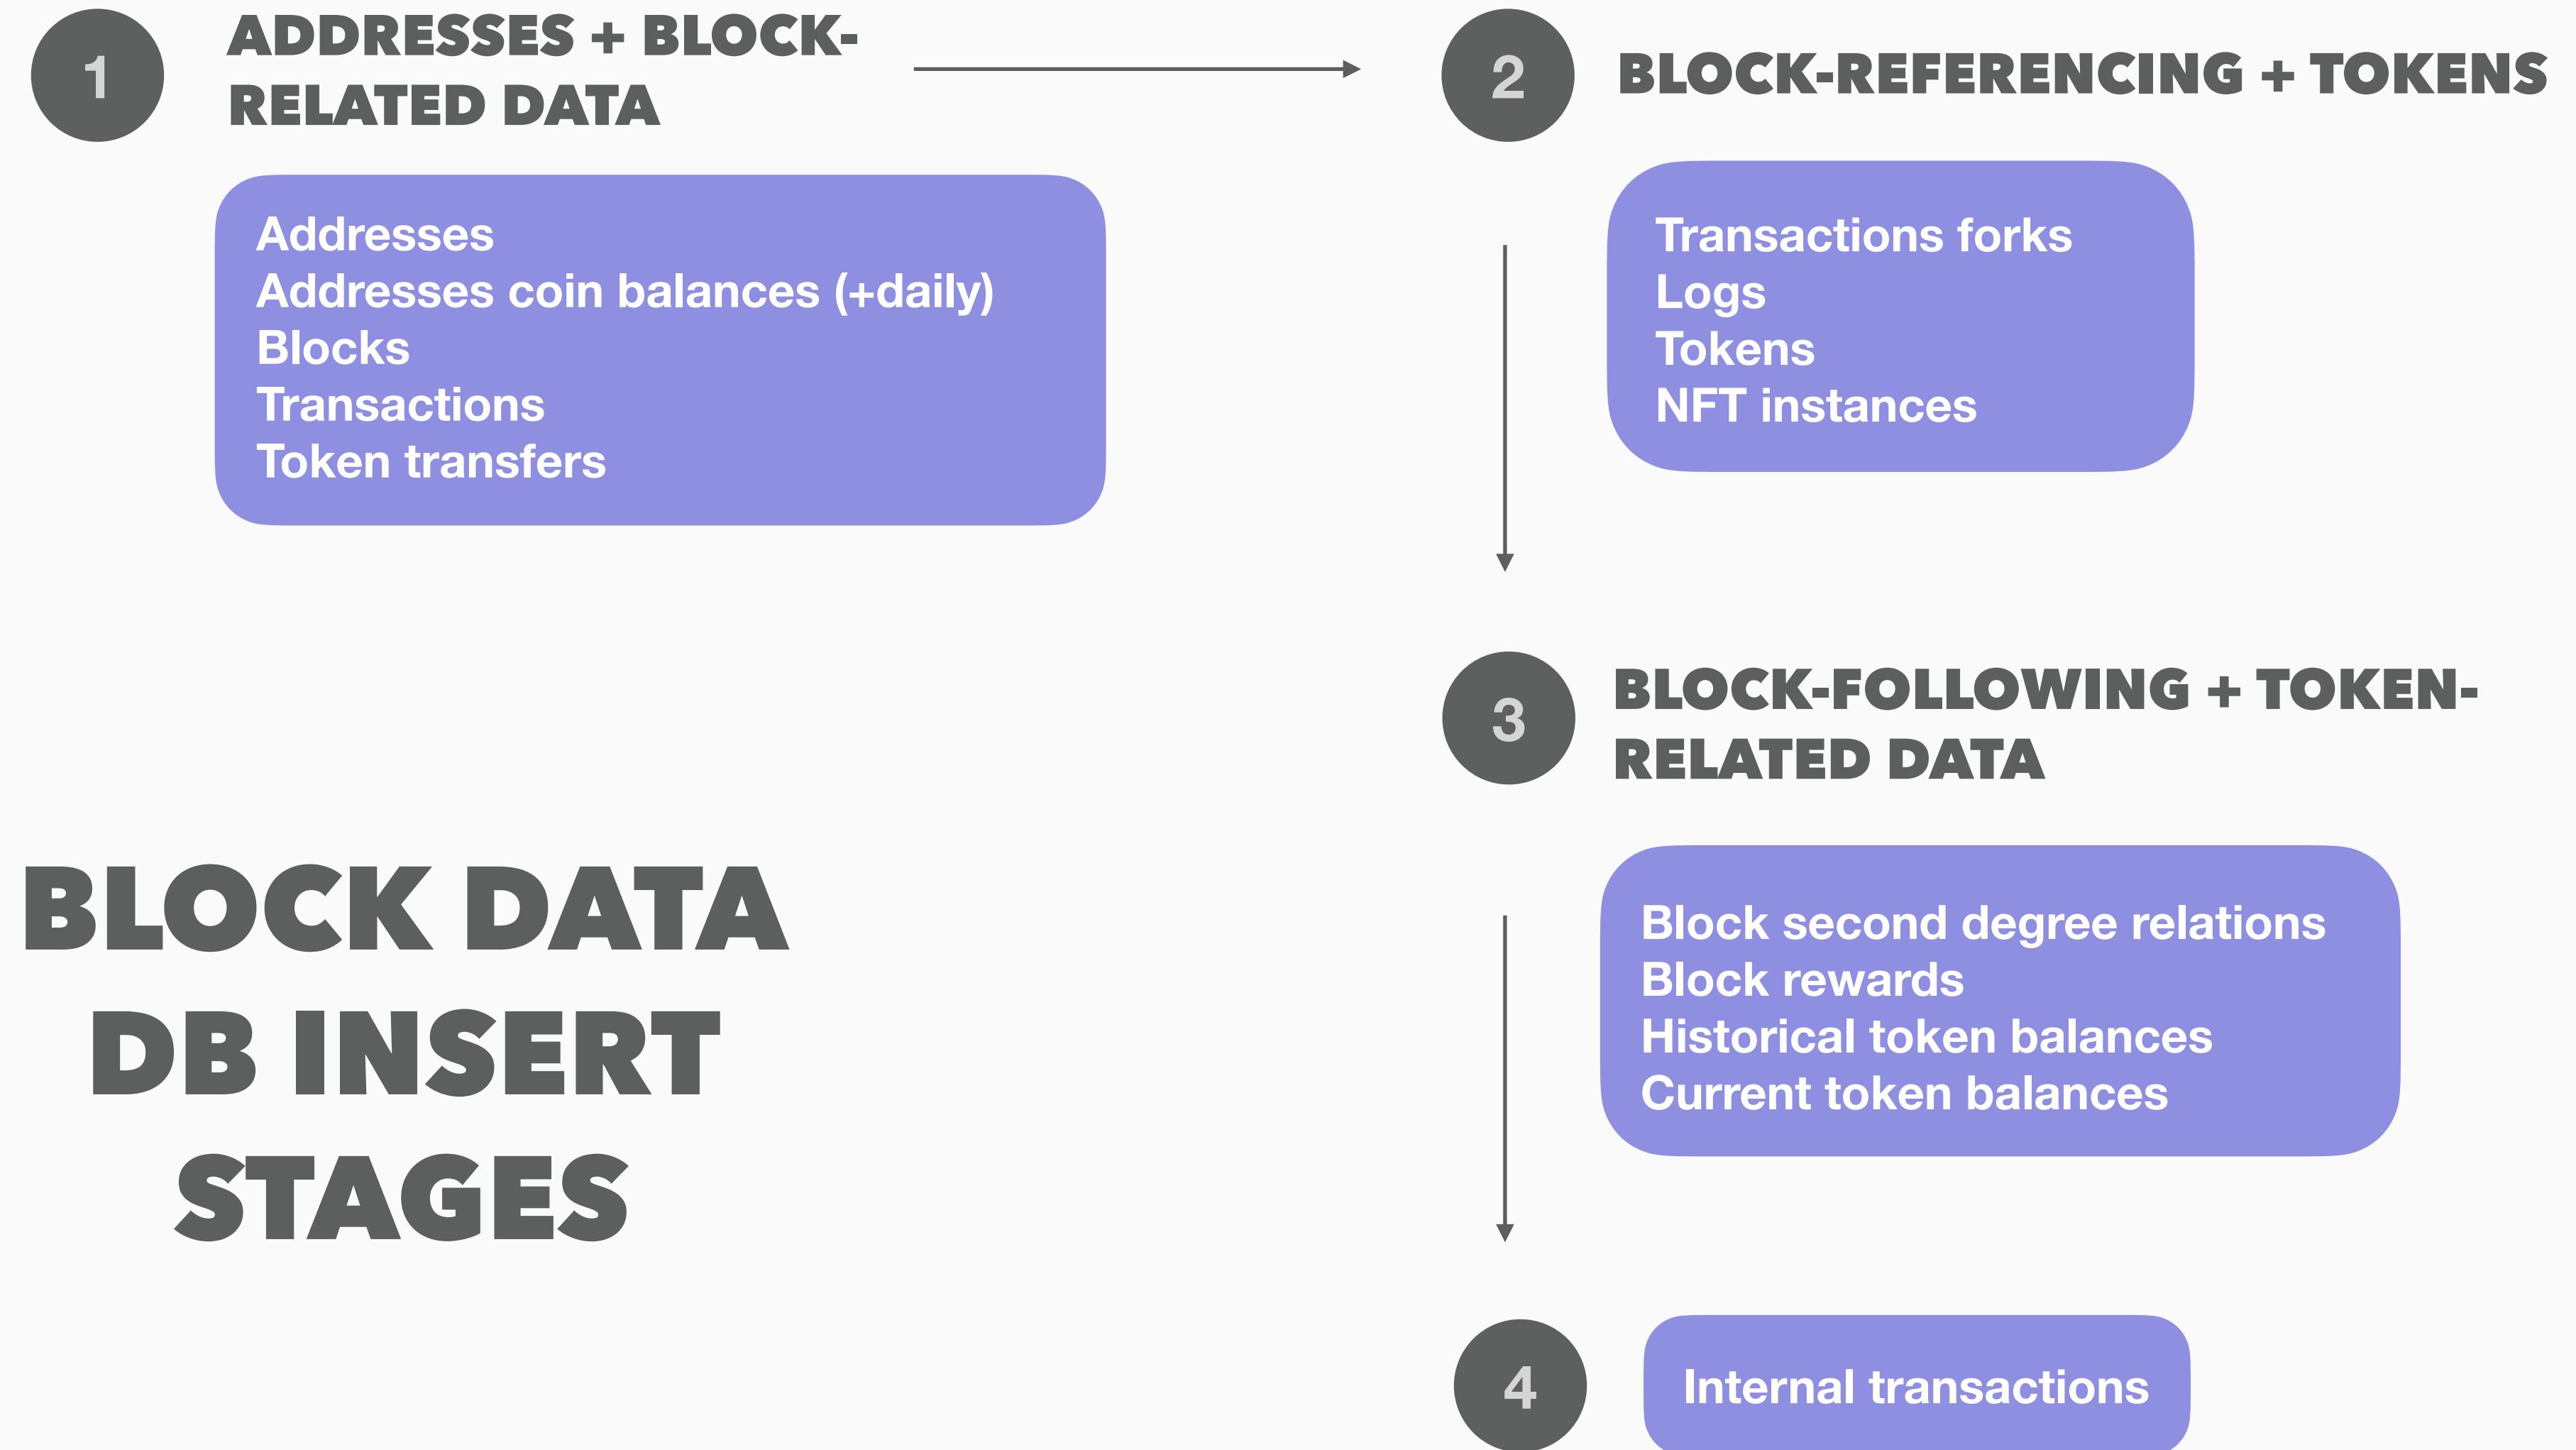 1
ADDRESSES + BLOCK-
RELATED DATA
Addresses
Addresses coin balances (+daily)
Blocks
Transactions
Token transfers
2
BLOCK-REFERENCING + TOKENS
Transactions forks
Logs
Tokens
NFT instances
3
BLOCK-FOLLOWING + TOKEN-
RELATED DATA
Block second degree relations
Block rewards
Historical token balances
Current token balances
4
Internal transactions
BLOCK DATA
DB INSERT
STAGES